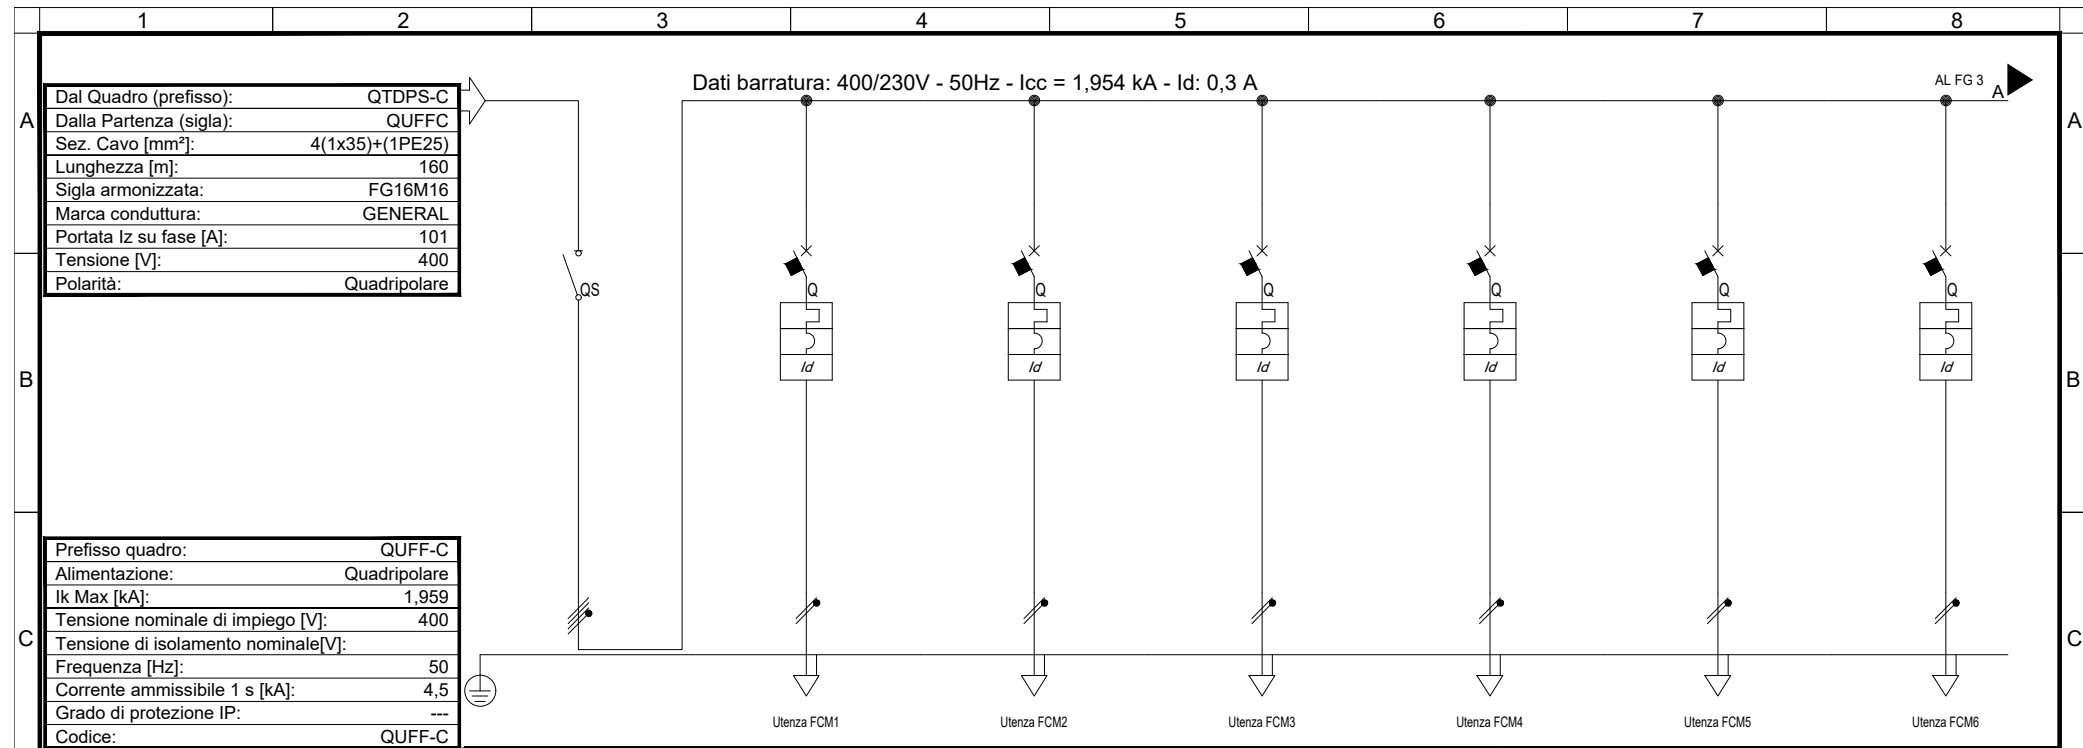 1 2 3 4 5 6 7 8
Dati barratura: 400/230V - 50Hz - Icc = 1,954 kA - Id: 0,3 A
AL FG 3 A
A A
Dal Quadro (prefisso): QTDPS-C
Dalla Partenza (sigla): QUFFC
Sez. Cavo [mm²]: 4(1x35)+(1PE25)
Lunghezza [m]: 160
Sigla armonizzata: FG16M16
Marca conduttura: GENERAL
Portata Iz su fase [A]: 101
Tensione [V]: 400
Polarità: Quadripolare
QS Q Q Q Q Q Q
Id Id Id Id Id Id
B B
Prefisso quadro: QUFF-C
Alimentazione: Quadripolare
Ik Max [kA]: 1,959
Tensione nominale di impiego [V]: 400
Tensione di isolamento nominale[V]:
Frequenza [Hz]: 50
Corrente ammissibile 1 s [kA]: 4,5
Grado di protezione IP: ---
Codice: QUFF-C
C C
Utenza FCM1 Utenza FCM2 Utenza FCM3 Utenza FCM4 Utenza FCM5 Utenza FCM6